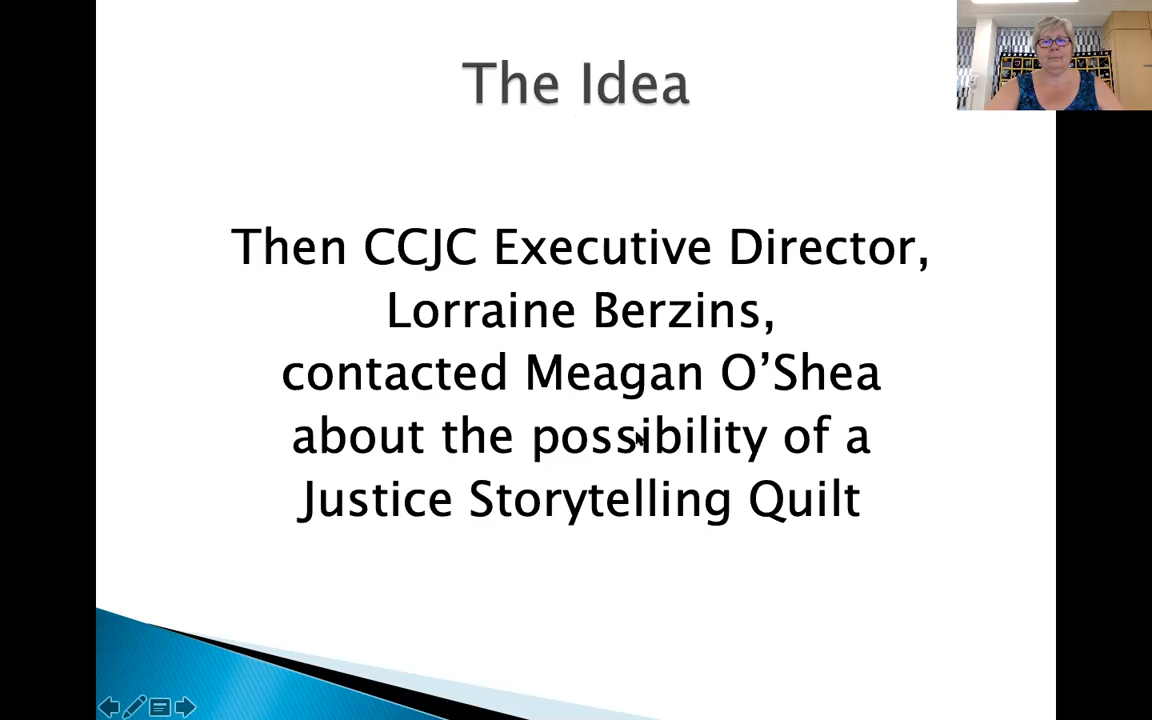 The Idea
Then CCJC Executive Director,
Lorraine Berzins,
contacted Meagan O’Shea
about the possibility of a
Justice Storytelling Quilt